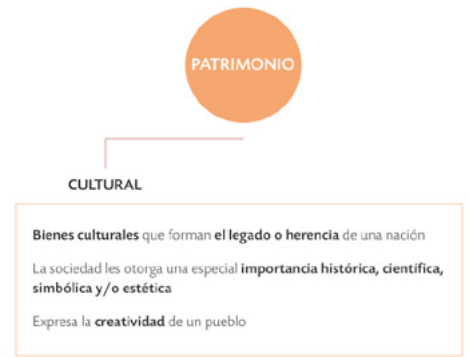 PATRIMONIO
CULTURAL
Bienes culturales que forman el legado o herencia de una nación
La sociedad les otorga una especial importancia histórica, científica,
simbólica y/o estética
Expresa la creatividad de un pueblo